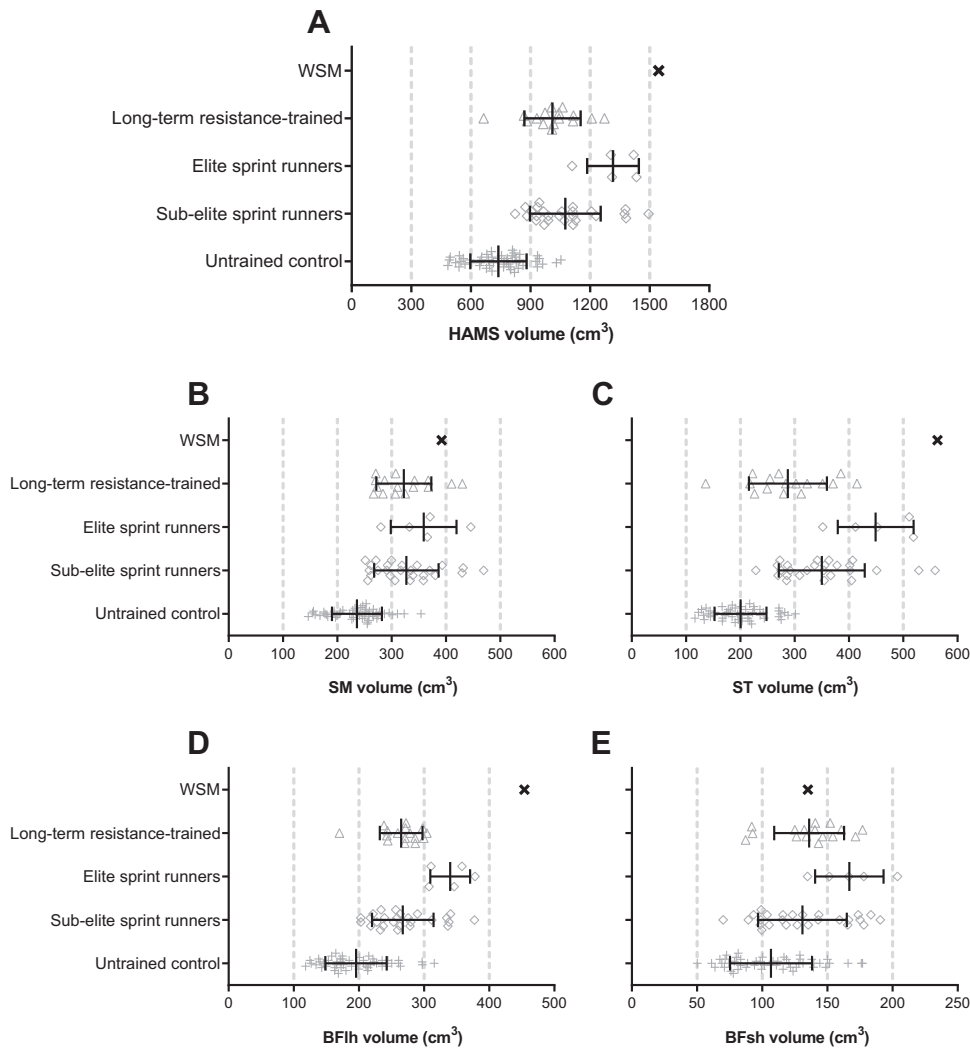 A
WSM
Long-term resistance-trained
Elite sprint runners
Sub-elite sprint runners
Untrained control
0 300 600 900 1200 1500 1800
HAMS volume (cm³)
B
WSM
Long-term resistance-trained
Elite sprint runners
Sub-elite sprint runners
Untrained control
0 100 200 300 400 500 600
SM volume (cm³)
C
0 100 200 300 400 500 600
ST volume (cm³)
D
WSM
Long-term resistance-trained
Elite sprint runners
Sub-elite sprint runners
Untrained control
0 100 200 300 400 500
BFlh volume (cm³)
E
0 50 100 150 200 250
BFsh volume (cm³)